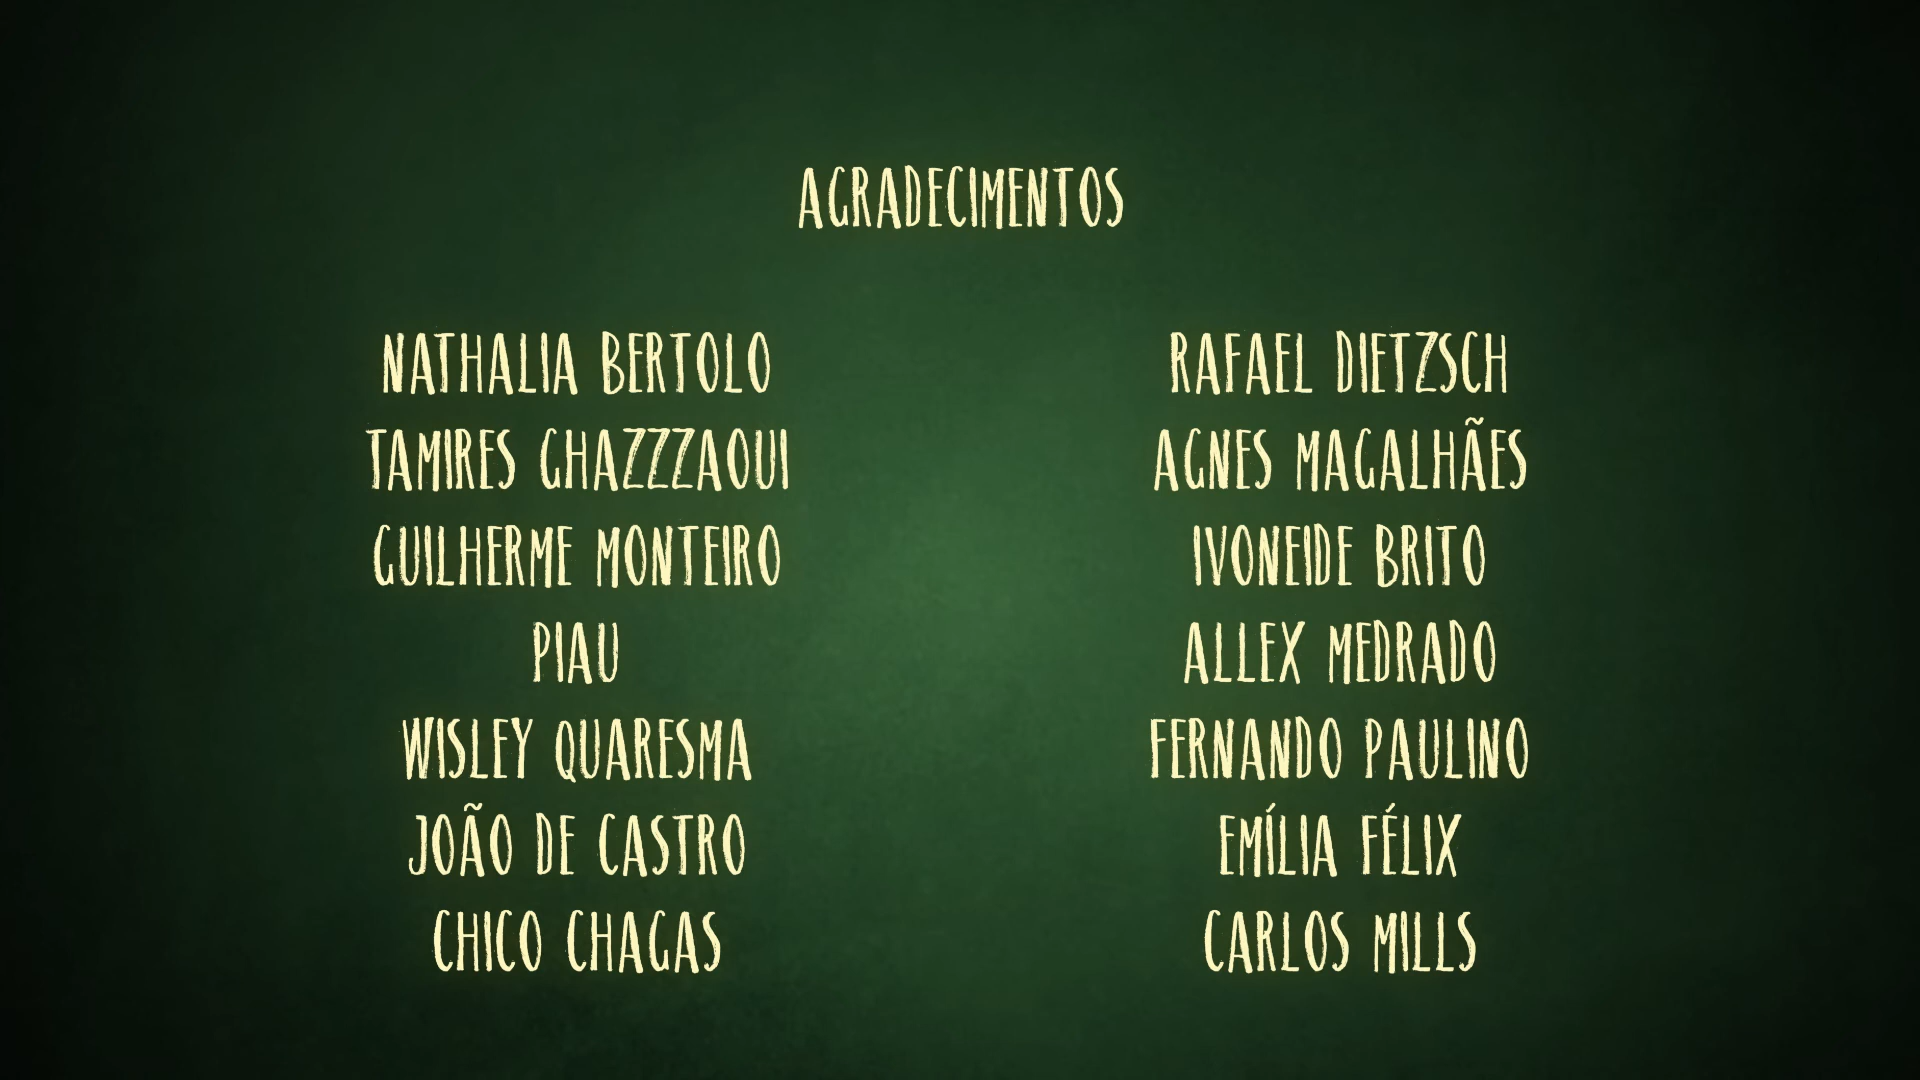 AGRADECIMENTOS
NATHALIA BERTOLO
TAMIRES GHAZZZAOUI
GUILHERME MONTEIRO
PIAU
WISLEY QUARESMA
JOÃO DE CASTRO
CHICO CHAGAS
RAFAEL DIETZSCH
AGNES MAGALHÃES
IVONEIDE BRITO
ALLEX MEDRADO
FERNANDO PAULINO
EMÍLIA FÉLIX
CARLOS MILLS